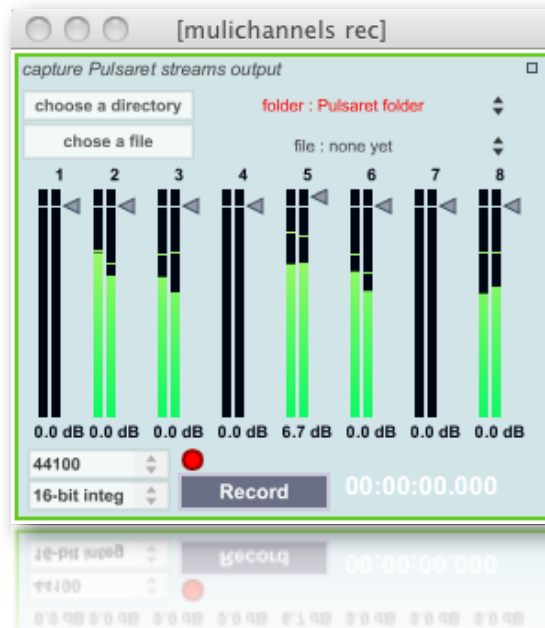 [mulichannels rec]
capture Pulsaret streams output
choose a directory
folder : Pulsaret folder
chose a file
file : none yet
1 2 3 4 5 6 7 8
0.0 dB 0.0 dB 0.0 dB 0.0 dB 6.7 dB 0.0 dB 0.0 dB 0.0 dB
44100
16-bit integ
Record
00:00:00.000